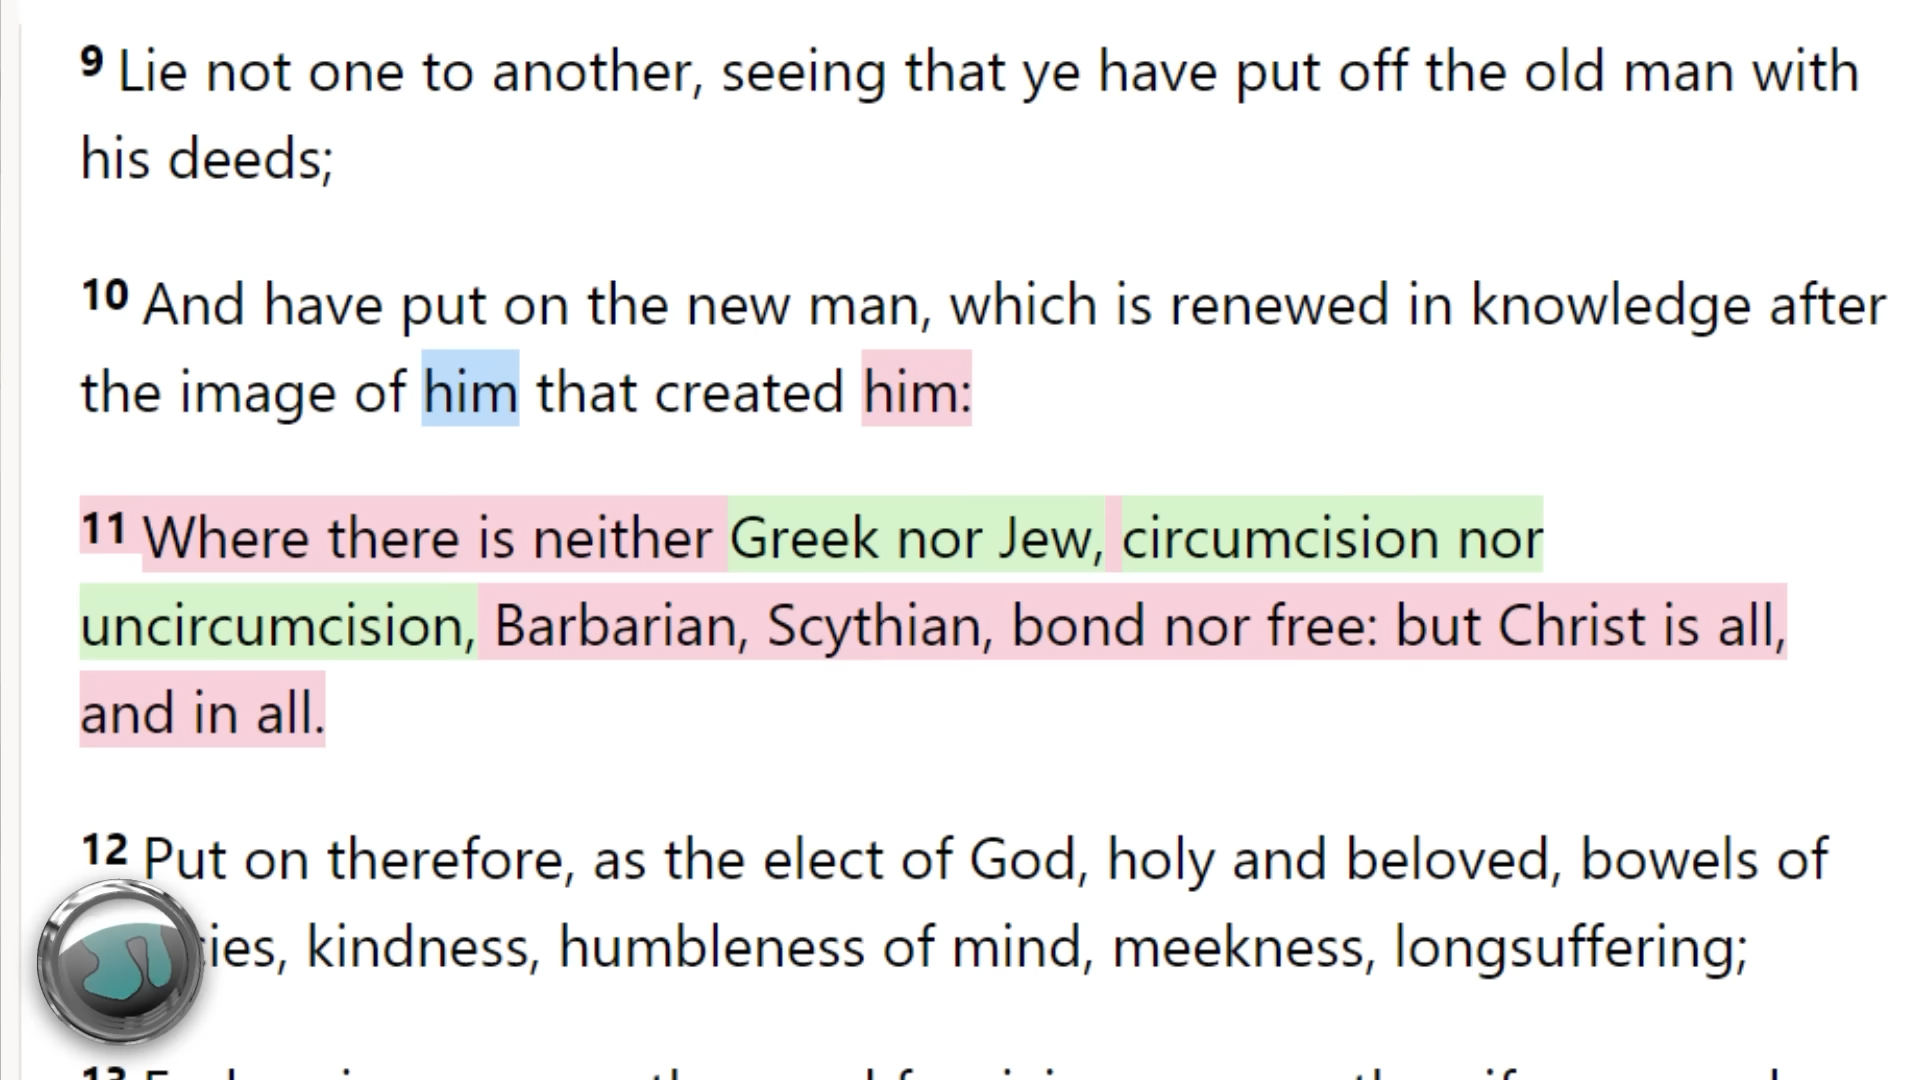 9 Lie not one to another, seeing that ye have put off the old man with
his deeds;
10 And have put on the new man, which is renewed in knowledge after
the image of him that created him:
11 Where there is neither Greek nor Jew, circumcision nor
uncircumcision, Barbarian, Scythian, bond nor free: but Christ is all,
and in all.
12 Put on therefore, as the elect of God, holy and beloved, bowels of
kindness, humbleness of mind, meekness, longsuffering;